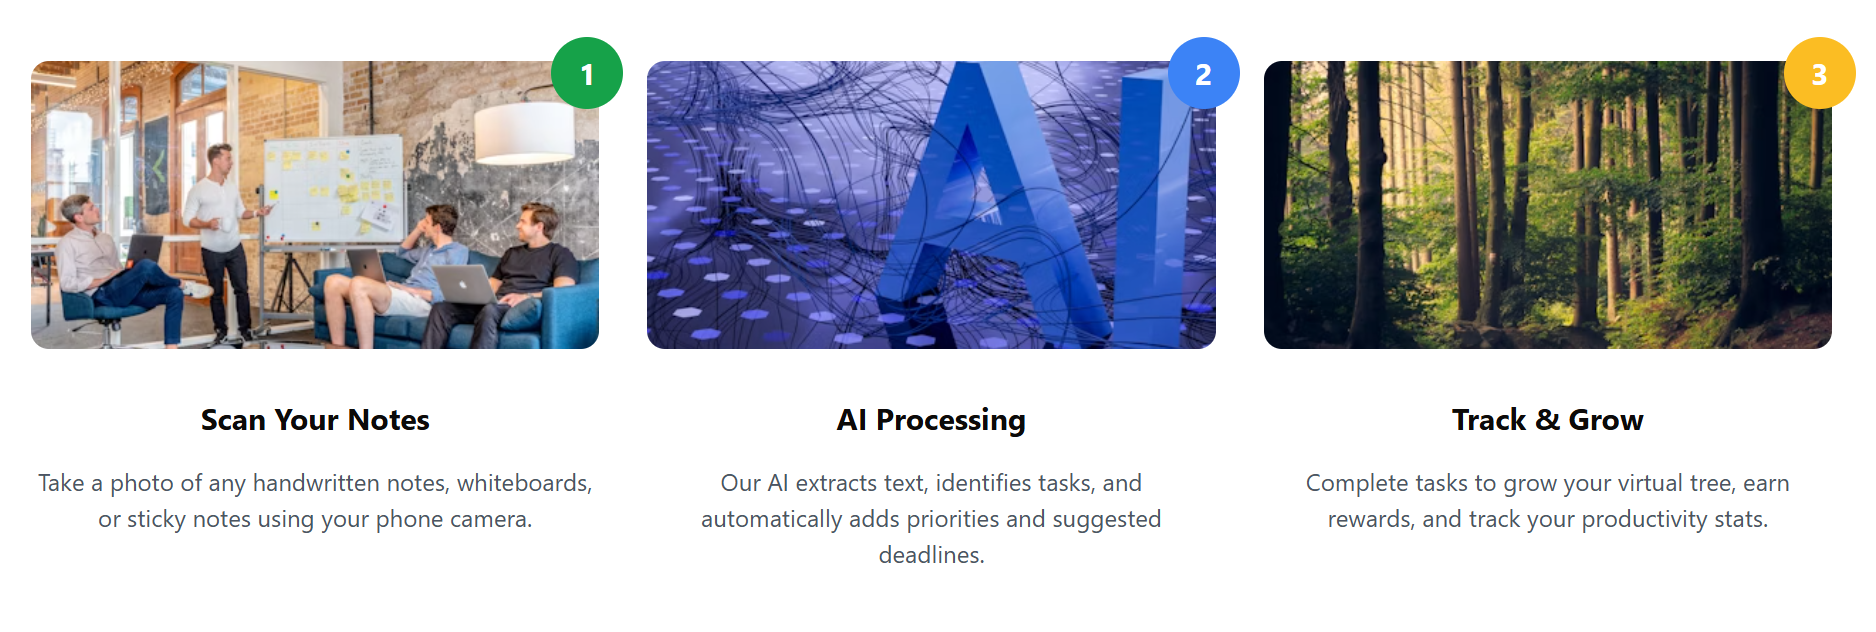 1
2
3
AI
Scan Your Notes
Take a photo of any handwritten notes, whiteboards,
or sticky notes using your phone camera.
AI Processing
Our AI extracts text, identifies tasks, and
automatically adds priorities and suggested
deadlines.
Track & Grow
Complete tasks to grow your virtual tree, earn
rewards, and track your productivity stats.